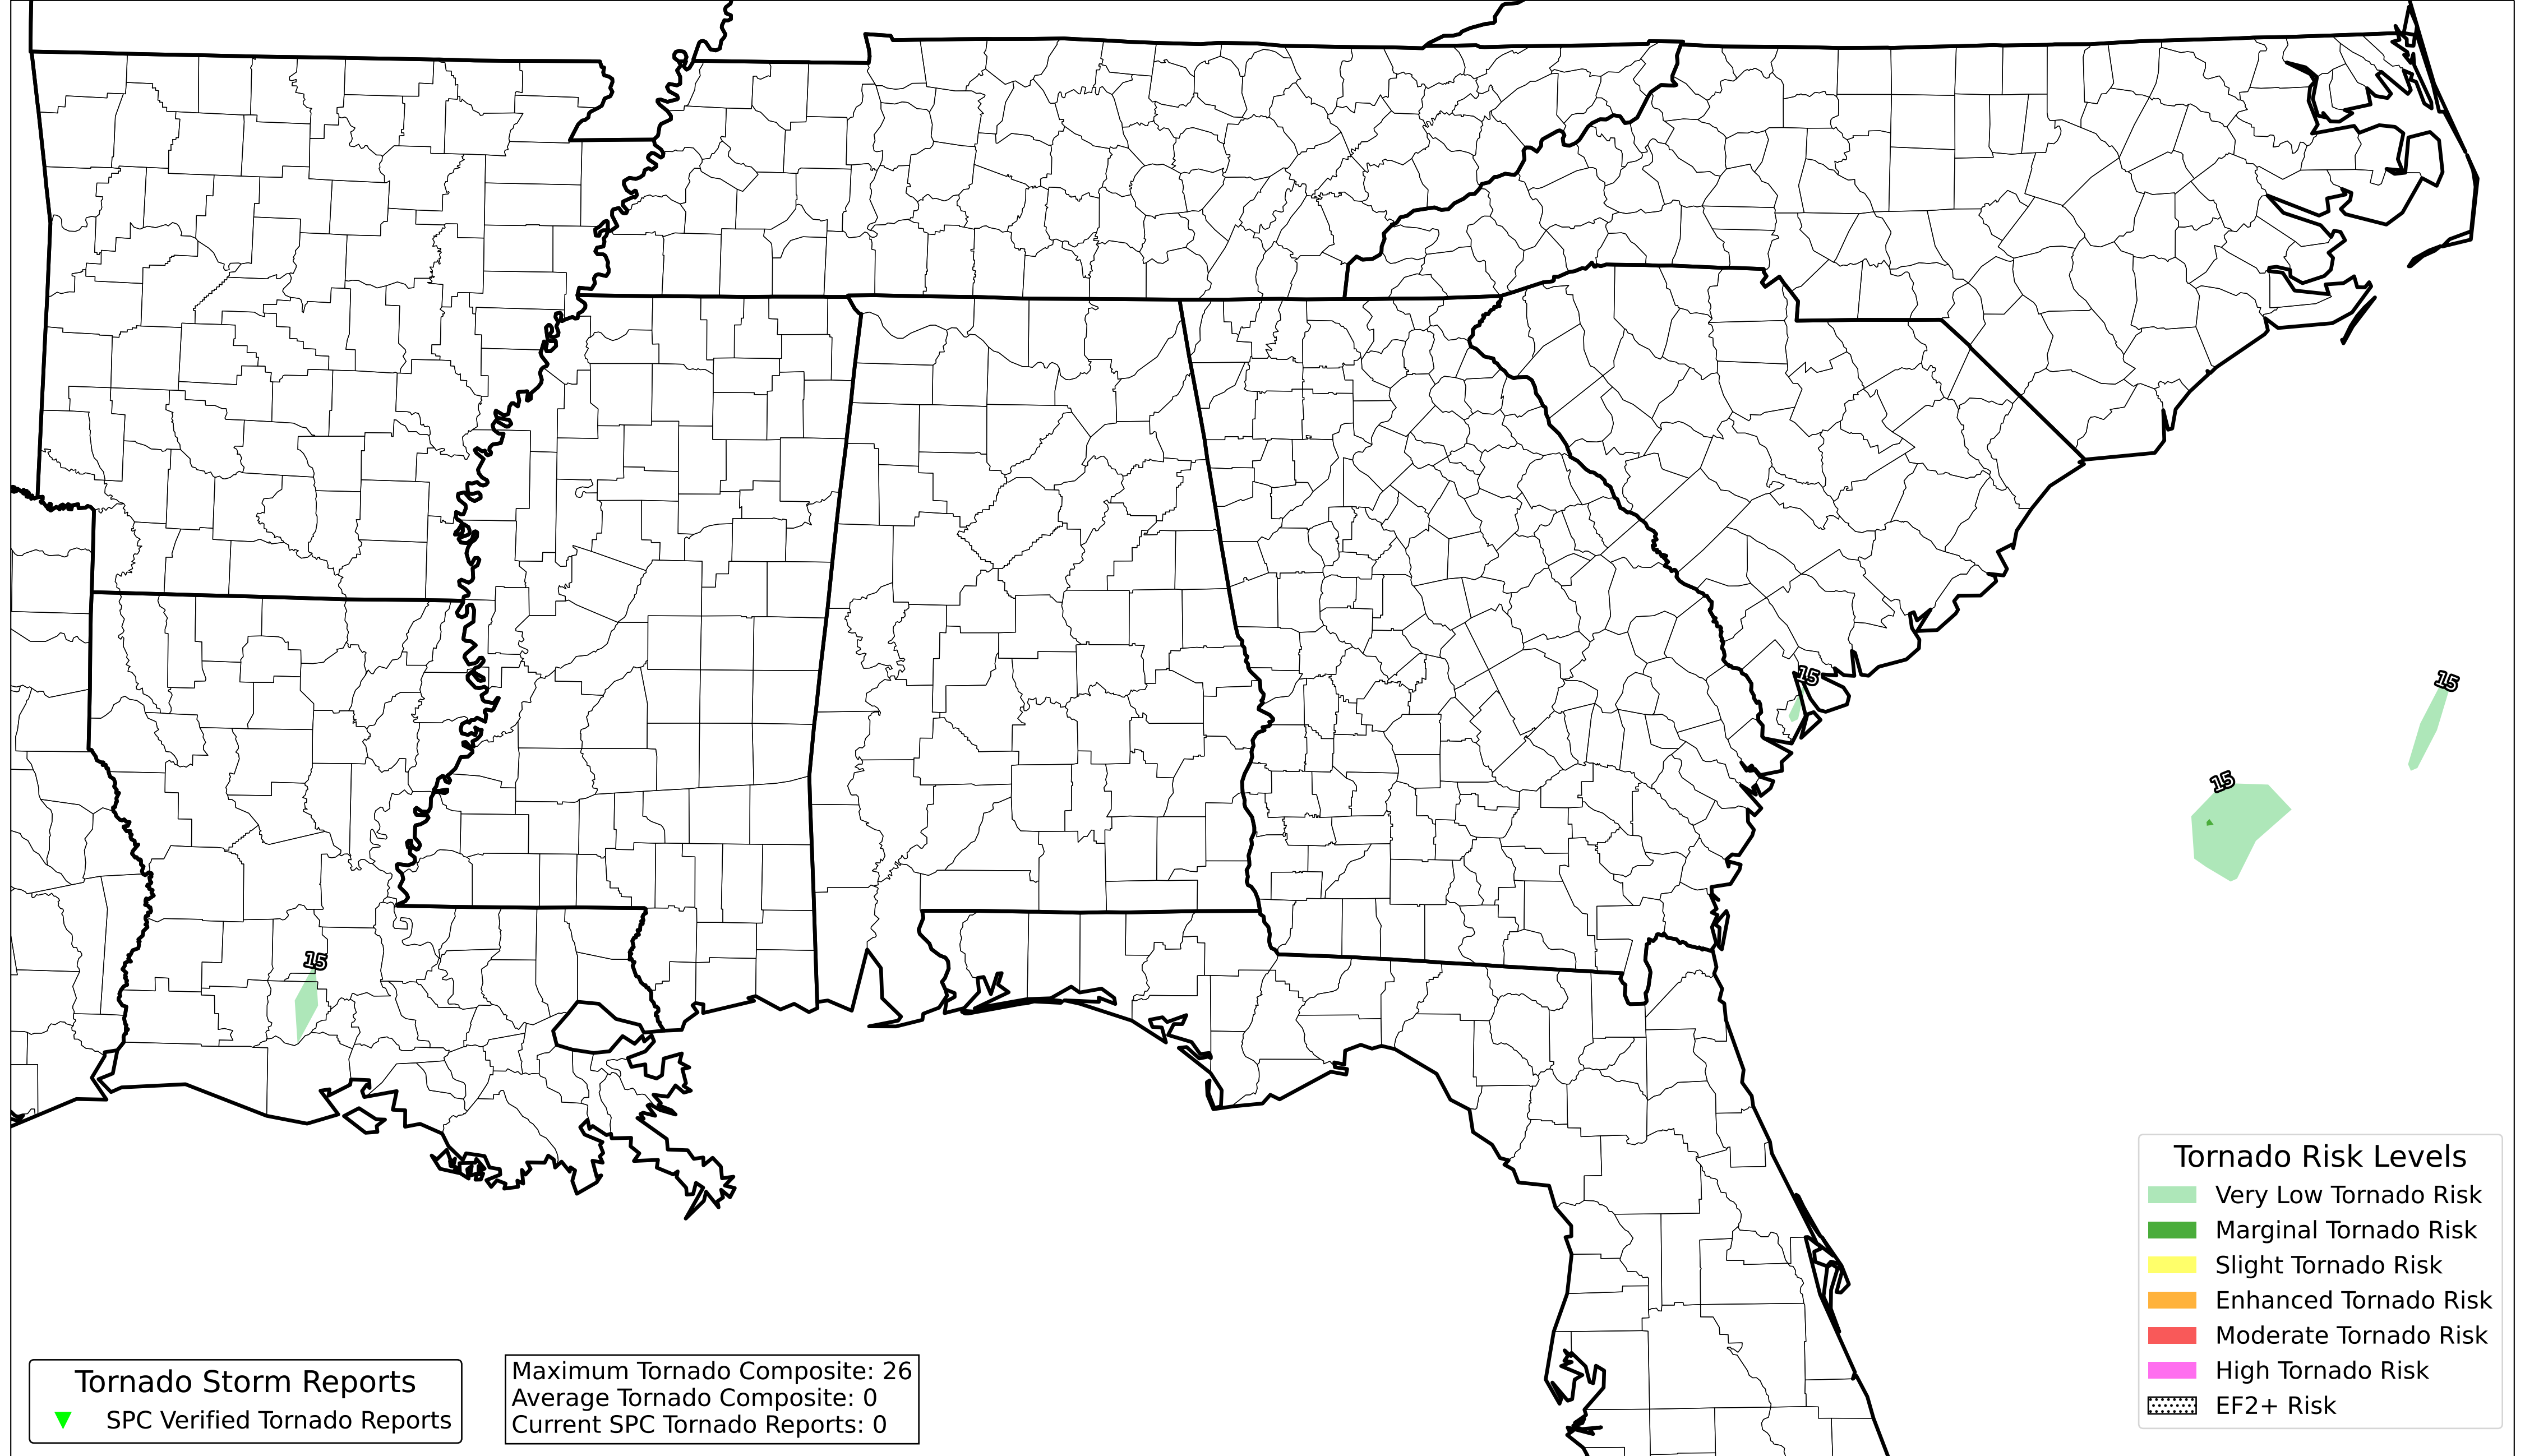 15
15
15
15
Tornado Risk Levels
Very Low Tornado Risk
Marginal Tornado Risk
Slight Tornado Risk
Enhanced Tornado Risk
Moderate Tornado Risk
High Tornado Risk
EF2+ Risk
Tornado Storm Reports
SPC Verified Tornado Reports
Maximum Tornado Composite: 26
Average Tornado Composite: 0
Current SPC Tornado Reports: 0